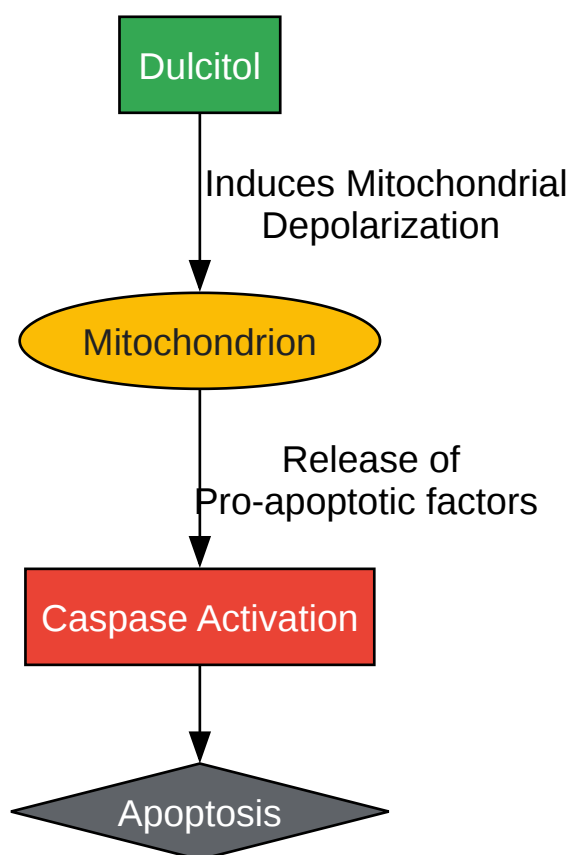 Dulcitol
Induces Mitochondrial
Depolarization
Mitochondrion
Release of
Pro-apoptotic factors
Caspase Activation
Apoptosis